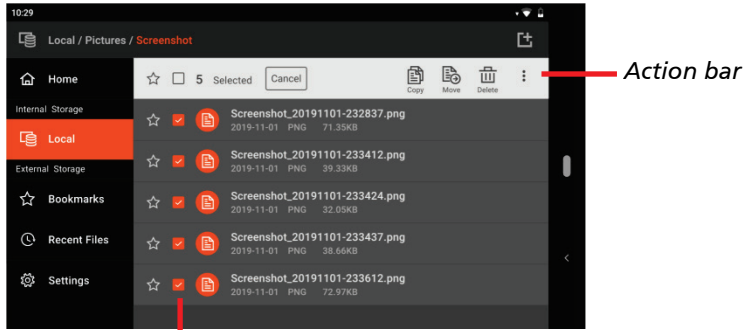 10:29
Local / Pictures / Screenshot
Home
Internal Storage
Local
External Storage
Bookmarks
Recent Files
Settings
5 Selected Cancel
Copy Move Delete
Action bar
Screenshot_20191101-232837.png
2019-11-01 PNG 71.35KB
Screenshot_20191101-233412.png
2019-11-01 PNG 39.33KB
Screenshot_20191101-233424.png
2019-11-01 PNG 32.05KB
Screenshot_20191101-233437.png
2019-11-01 PNG 38.66KB
Screenshot_20191101-233612.png
2019-11-01 PNG 72.97KB